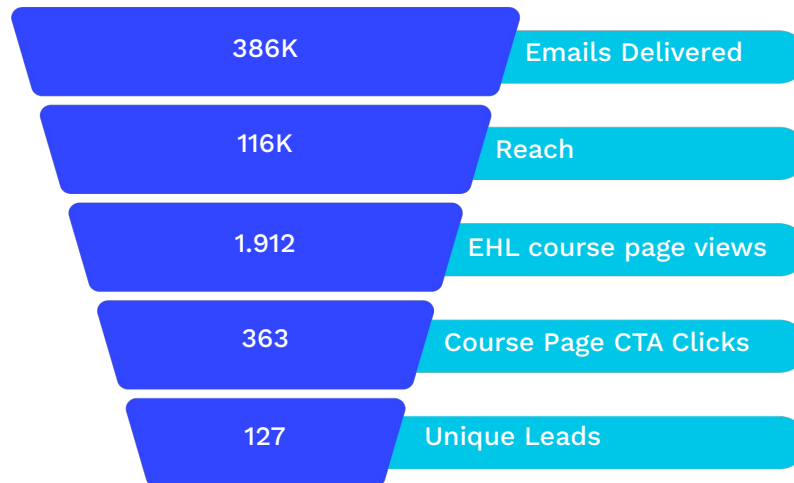 386K Emails Delivered
116K Reach
1.912 EHL course page views
363 Course Page CTA Clicks
127 Unique Leads